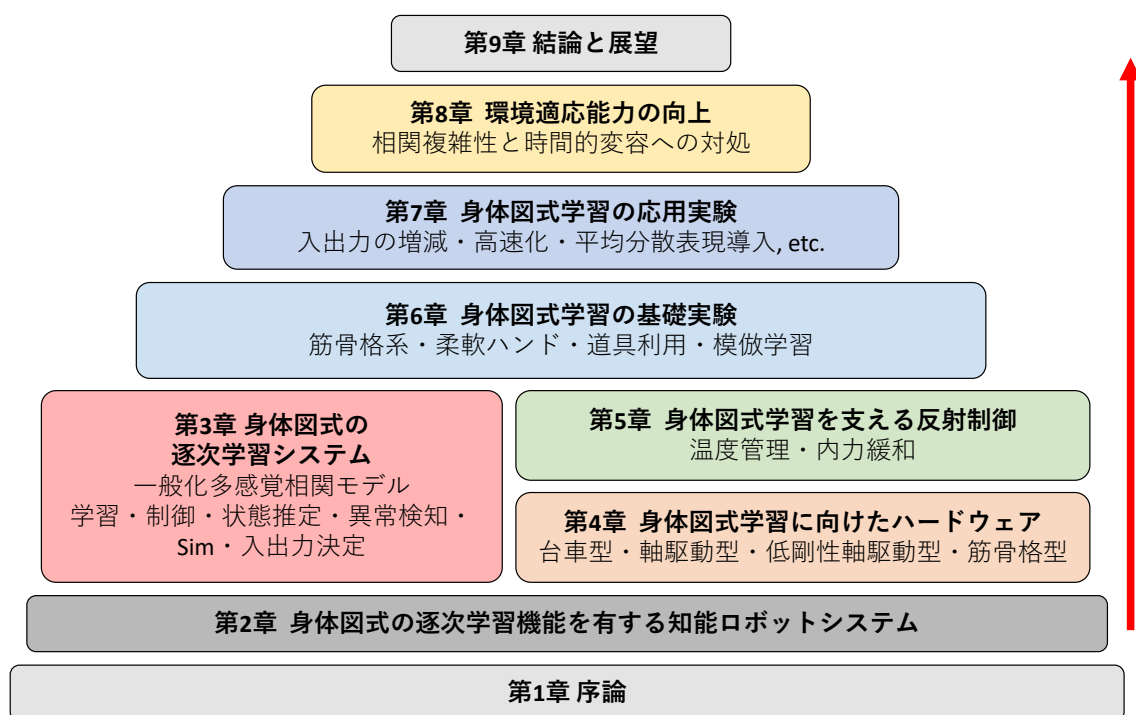 第9章 結論と展望
第8章 環境適応能力の向上
相関複雑性と時間的変容への対処
第7章 身体図式学習の応用実験
入出力の増減・高速化・平均分散表現導入, etc.
第6章 身体図式学習の基礎実験
筋骨格系・柔軟ハンド・道具利用・模倣学習
第3章 身体図式の
逐次学習システム
一般化多感覚相関モデル
学習・制御・状態推定・異常検知・
Sim・入出力決定
第5章 身体図式学習を支える反射制御
温度管理・内力緩和
第4章 身体図式学習に向けたハードウェア
台車型・軸駆動型・低剛性軸駆動型・筋骨格型
第2章 身体図式の逐次学習機能を有する知能ロボットシステム
第1章 序論